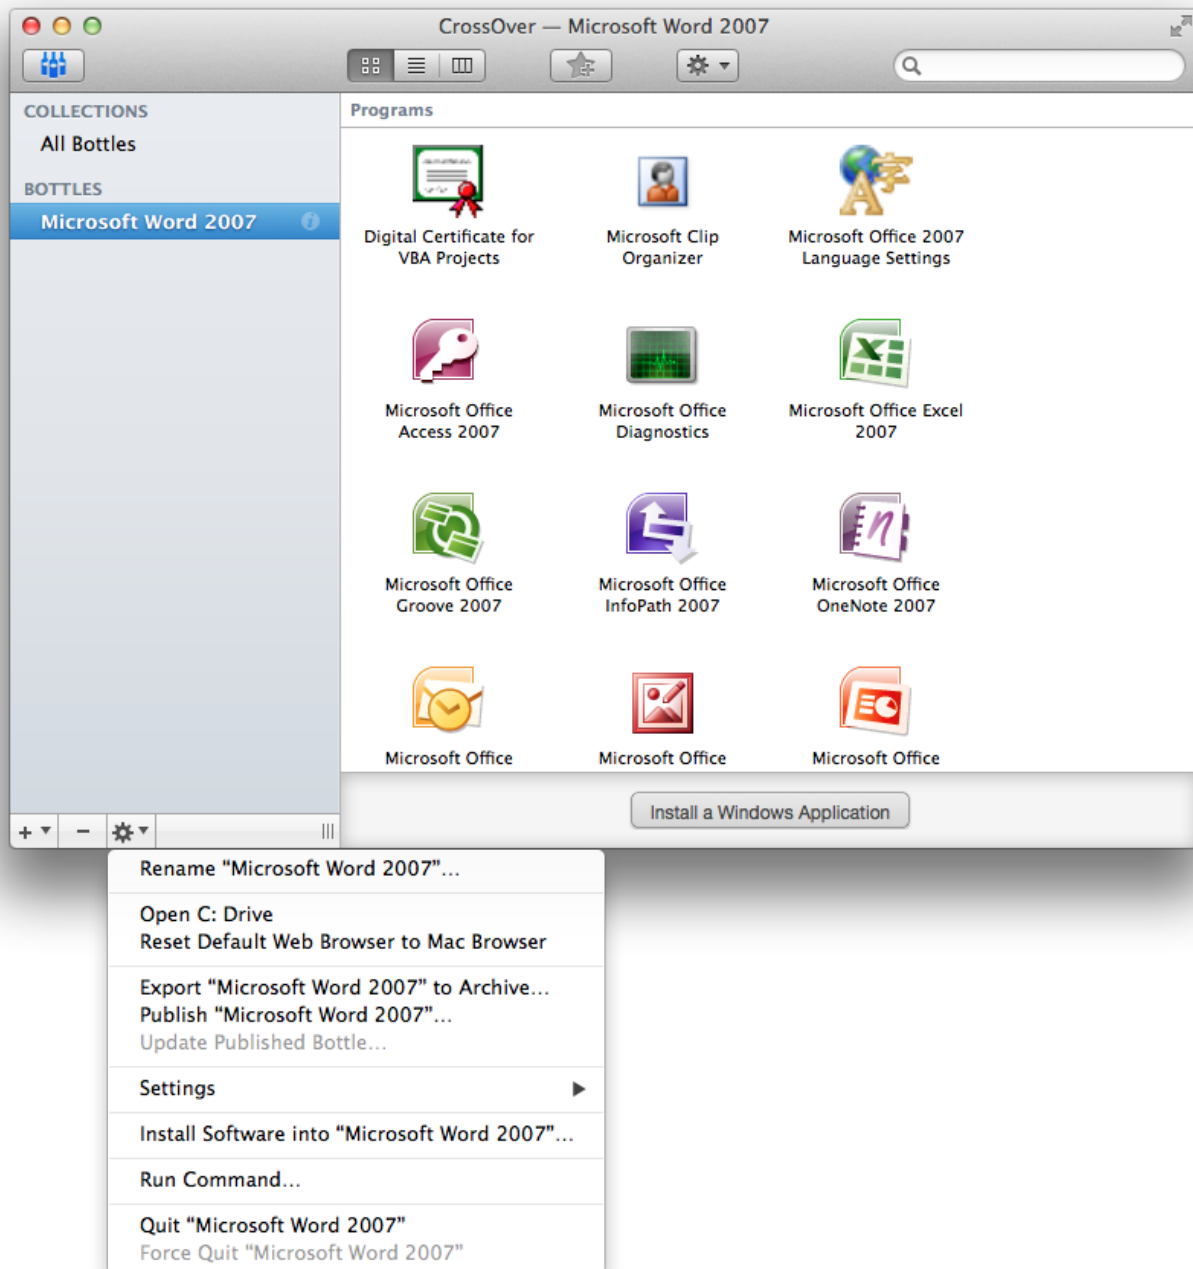 CrossOver — Microsoft Word 2007
COLLECTIONS
All Bottles
BOTTLES
Microsoft Word 2007
Programs
Digital Certificate for
VBA Projects
Microsoft Clip
Organizer
Microsoft Office 2007
Language Settings
Microsoft Office
Access 2007
Microsoft Office
Diagnostics
Microsoft Office Excel
2007
Microsoft Office
Groove 2007
Microsoft Office
InfoPath 2007
Microsoft Office
OneNote 2007
Microsoft Office
Microsoft Office
Microsoft Office
Install a Windows Application
Rename “Microsoft Word 2007”...
Open C: Drive
Reset Default Web Browser to Mac Browser
Export “Microsoft Word 2007” to Archive...
Publish “Microsoft Word 2007”...
Update Published Bottle...
Settings
Install Software into “Microsoft Word 2007”...
Run Command...
Quit “Microsoft Word 2007”
Force Quit “Microsoft Word 2007”